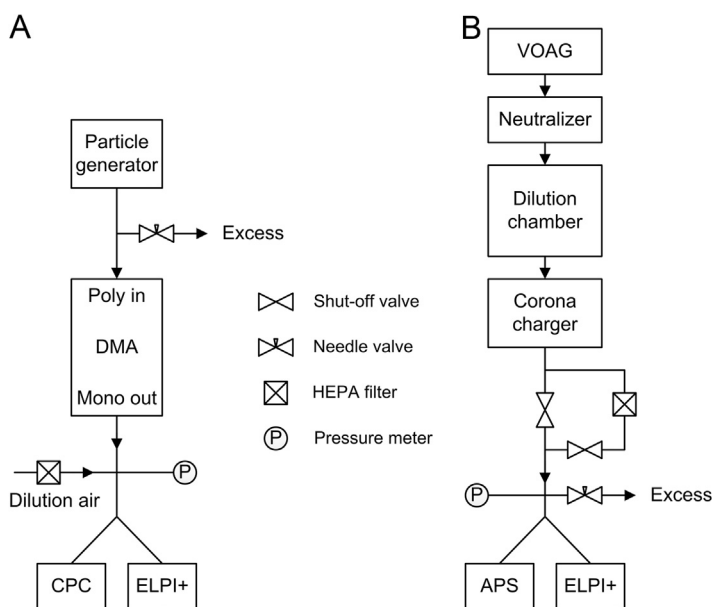 A
Particle
generator
Excess
Poly in
DMA
Mono out
P
Dilution air
CPC
ELPI+
Shut-off valve
Needle valve
HEPA filter
P
Pressure meter
B
VOAG
Neutralizer
Dilution
chamber
Corona
charger
P
Excess
APS
ELPI+